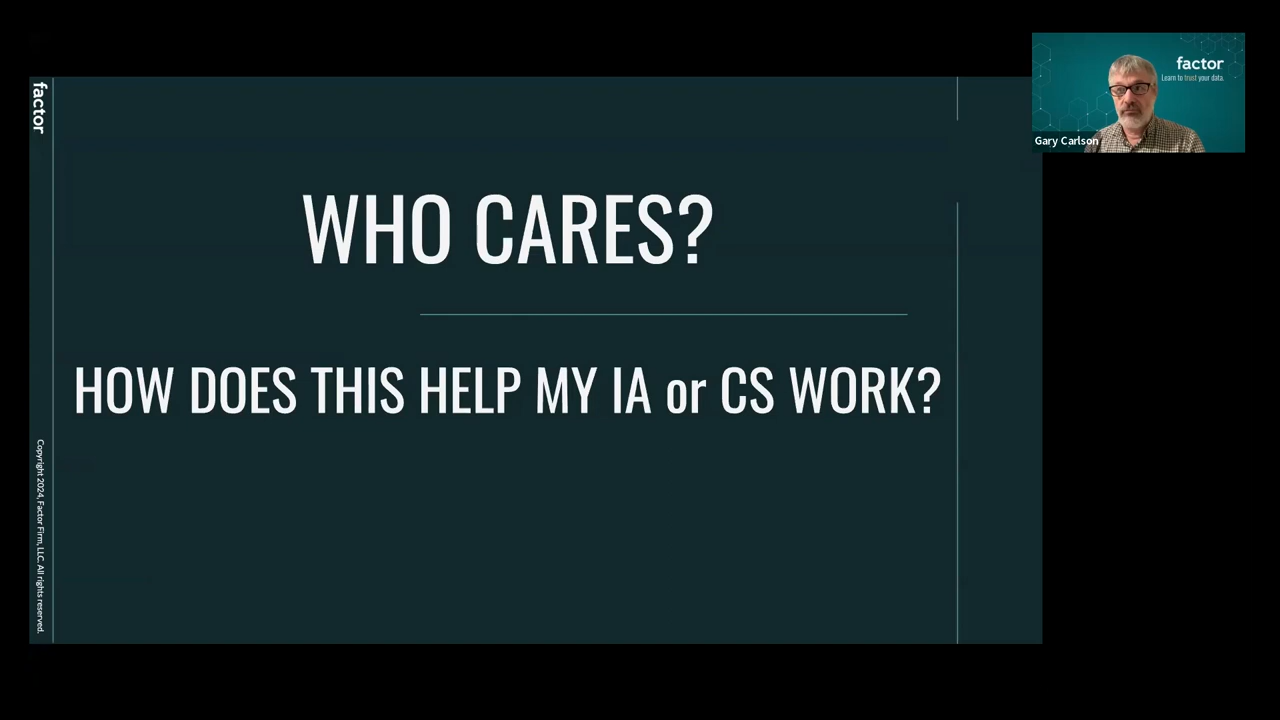 factor
WHO CARES?
HOW DOES THIS HELP MY IA or CS WORK?
Copyright 2024, Factor Firm, LLC. All rights reserved.
factor
Learn to trust your data.
Gary Carlson